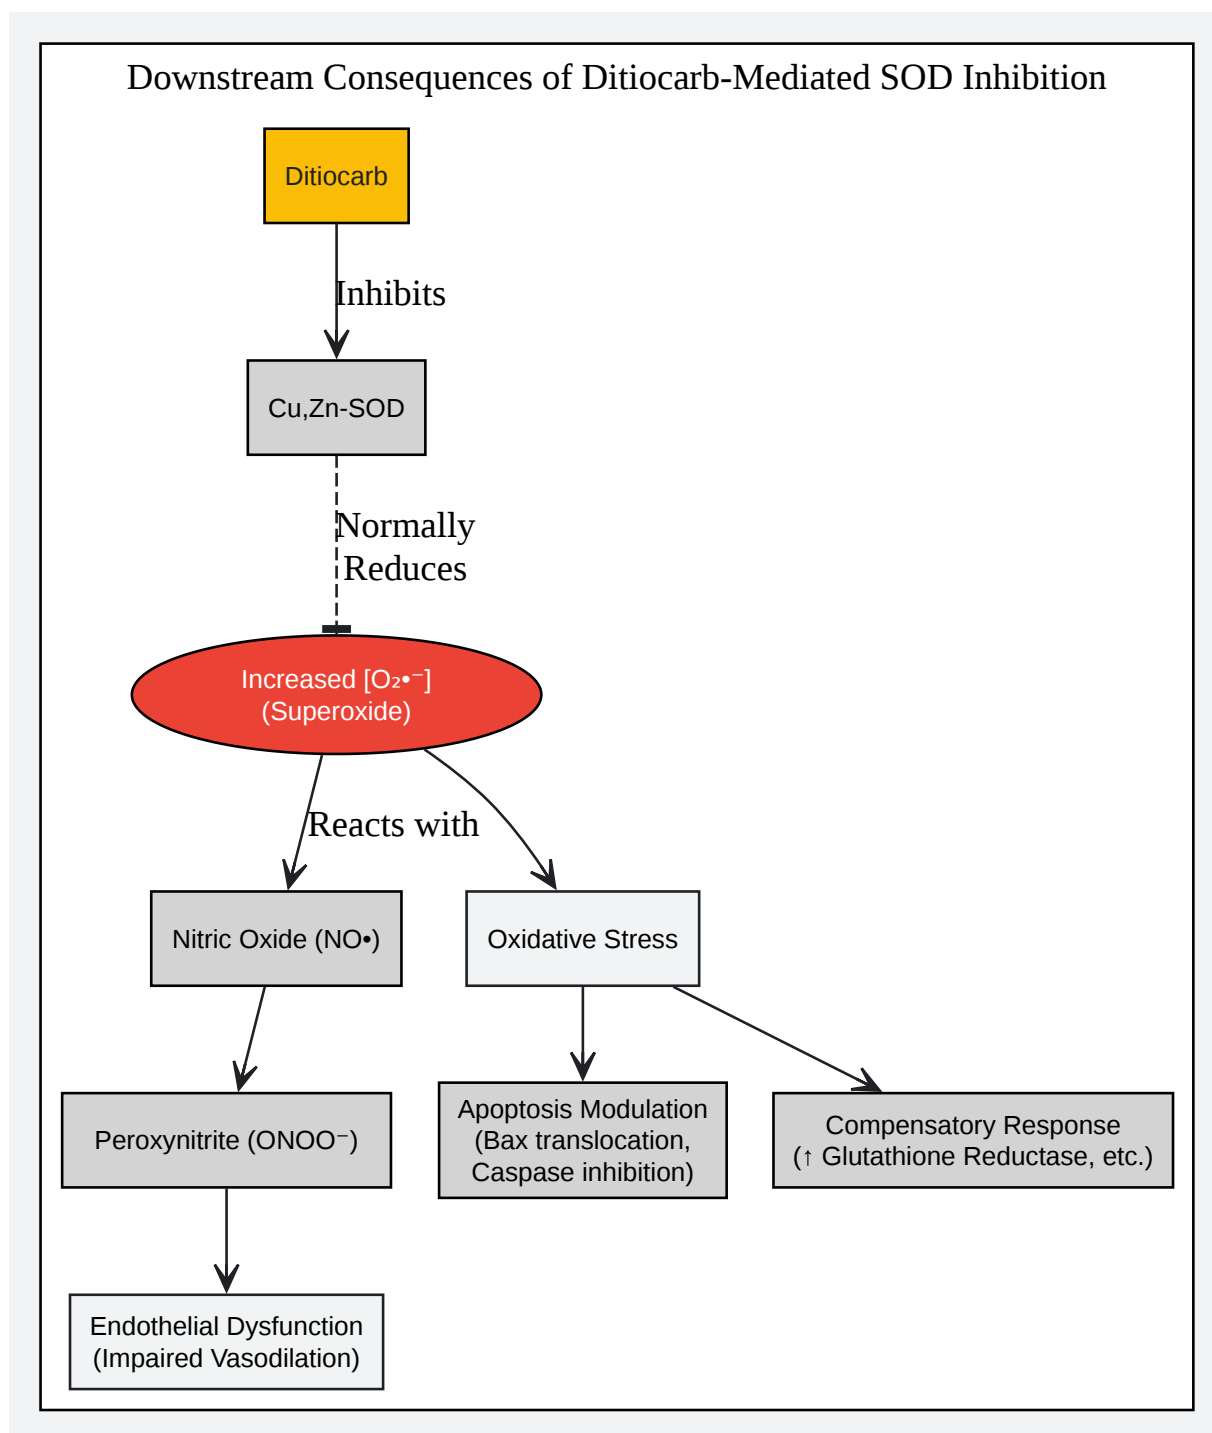 Downstream Consequences of Ditiocarb-Mediated SOD Inhibition
Ditiocarb
Inhibits
Cu,Zn-SOD
Normally
Reduces
Increased [O₂•⁻]
(Superoxide)
Reacts with
Nitric Oxide (NO•)
Oxidative Stress
Peroxynitrite (ONOO⁻)
Apoptosis Modulation
(Bax translocation,
Caspase inhibition)
Compensatory Response
(↑ Glutathione Reductase, etc.)
Endothelial Dysfunction
(Impaired Vasodilation)